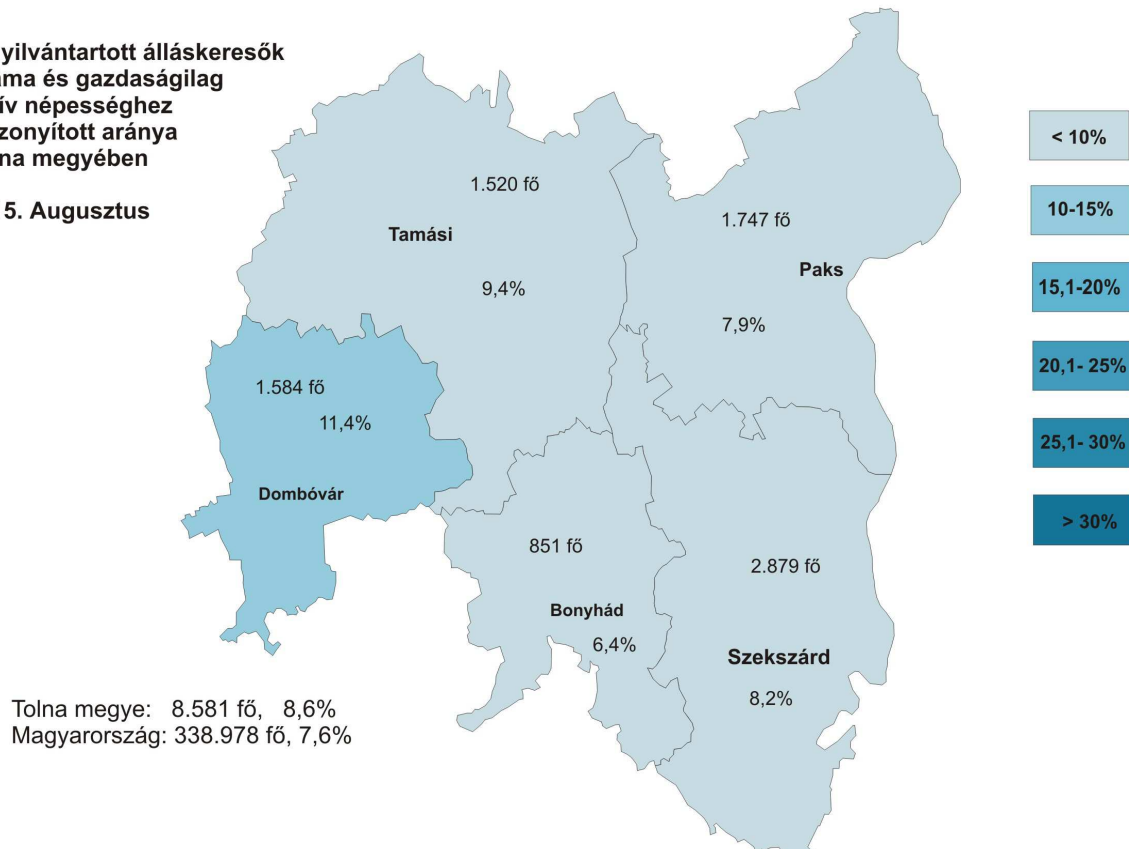 yilvántartott álláskeresők
ama és gazdaságilag
ív népességhez
zonyított aránya
na megyében
5. Augusztus
1.520 fő
Tamási
9,4%
1.747 fő
Paks
7,9%
1.584 fő
11,4%
Dombóvár
851 fő
Bonyhád
6,4%
2.879 fő
Szekszárd
8,2%
< 10%
10-15%
15,1-20%
20,1- 25%
25,1- 30%
> 30%
Tolna megye: 8.581 fő, 8,6%
Magyarország: 338.978 fő, 7,6%